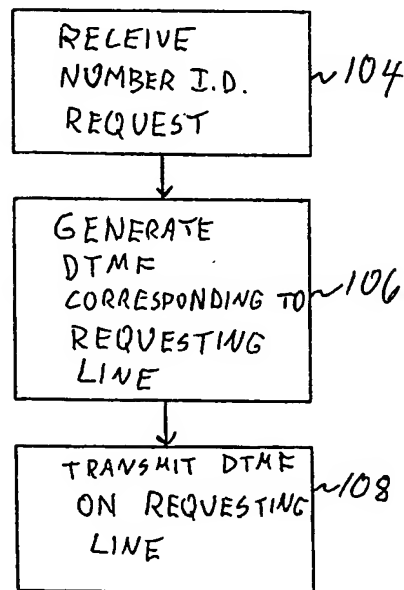 RECEIVE
NUMBER I.D.
REQUEST
104
GENERATE
DTMF
CORRESPONDING TO
REQUESTING
LINE
106
TRANSMIT DTMF
ON REQUESTING
LINE
108